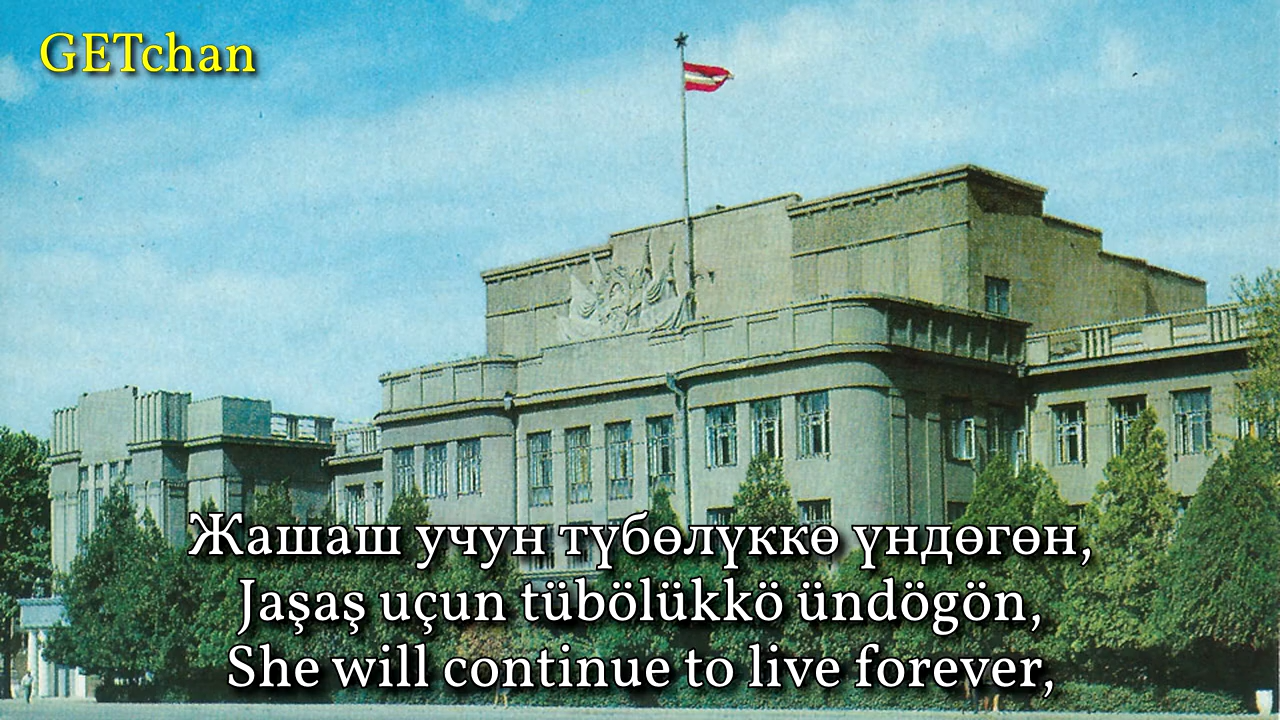 GETchan
Жашаш учун түбөлүккө үндөгөн,
Jaşaş uçun tübölükkö ündögön,
She will continue to live forever,